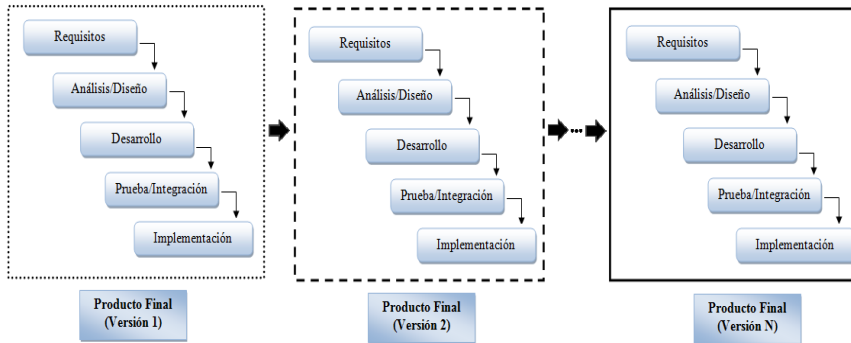 Requisitos
Análisis/Diseño
Desarrollo
Prueba/Integración
Implementación
Producto Final
(Versión 1)
Requisitos
Análisis/Diseño
Desarrollo
Prueba/Integración
Implementación
Producto Final
(Versión 2)
...
Requisitos
Análisis/Diseño
Desarrollo
Prueba/Integración
Implementación
Producto Final
(Versión N)